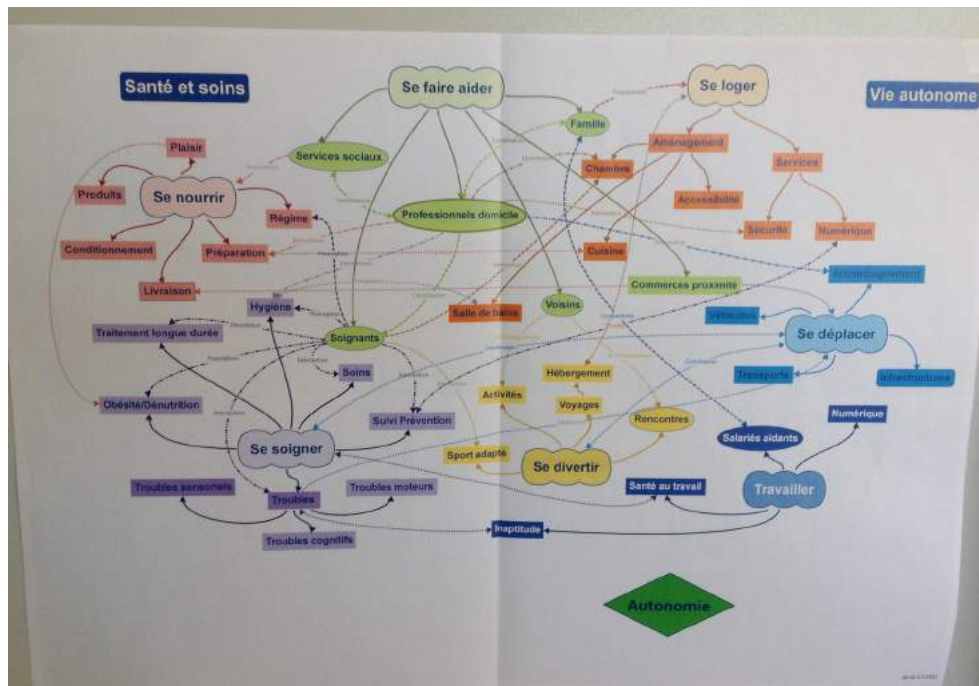 Santé et soins
Se faire aider
Se loger
Vie autonome
Famille
Plaisir
Services sociaux
Aménagement
Chambre
Services
Produits
Se nourrir
Accessibilité
Régime
Professionnels domicile
Sécurité
Numérique
Conditionnement
Préparation
Cuisine
Accompagnement
Livraison
Commerces proximité
Hygiène
Salle de bains
Voisins
Véhicules
Traitement longue durée
Soignants
Se déplacer
Soins
Hébergement
Transports
Infrastructures
Activités
Voyages
Obésité/Dénutrition
Suivi Prévention
Rencontres
Numérique
Salariés aidants
Se soigner
Sport adapté
Se divertir
Troubles sensoriels
Troubles moteurs
Santé au travail
Travailler
Troubles
Inaptitude
Troubles cognitifs
Autonomie